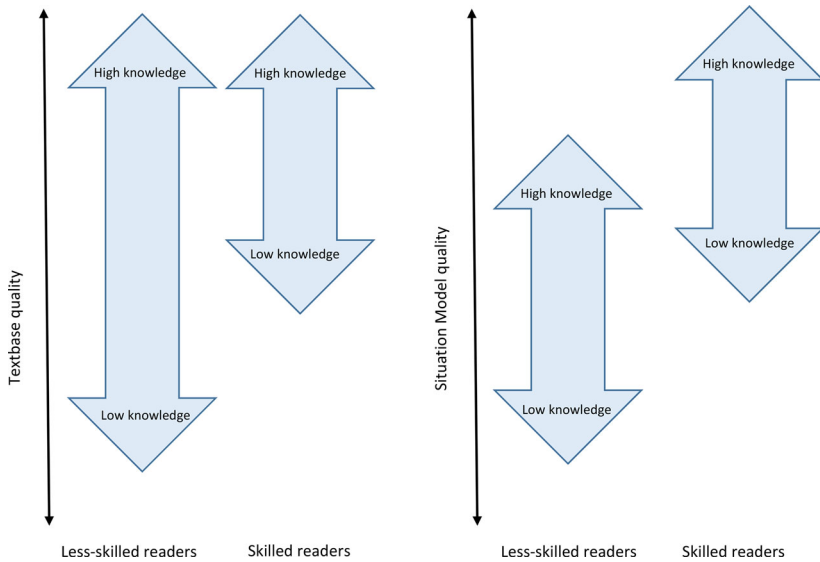 Textbase quality
High knowledge
Low knowledge
High knowledge
Low knowledge
Less-skilled readers
Skilled readers
Situation Model quality
High knowledge
Low knowledge
High knowledge
Low knowledge
Less-skilled readers
Skilled readers